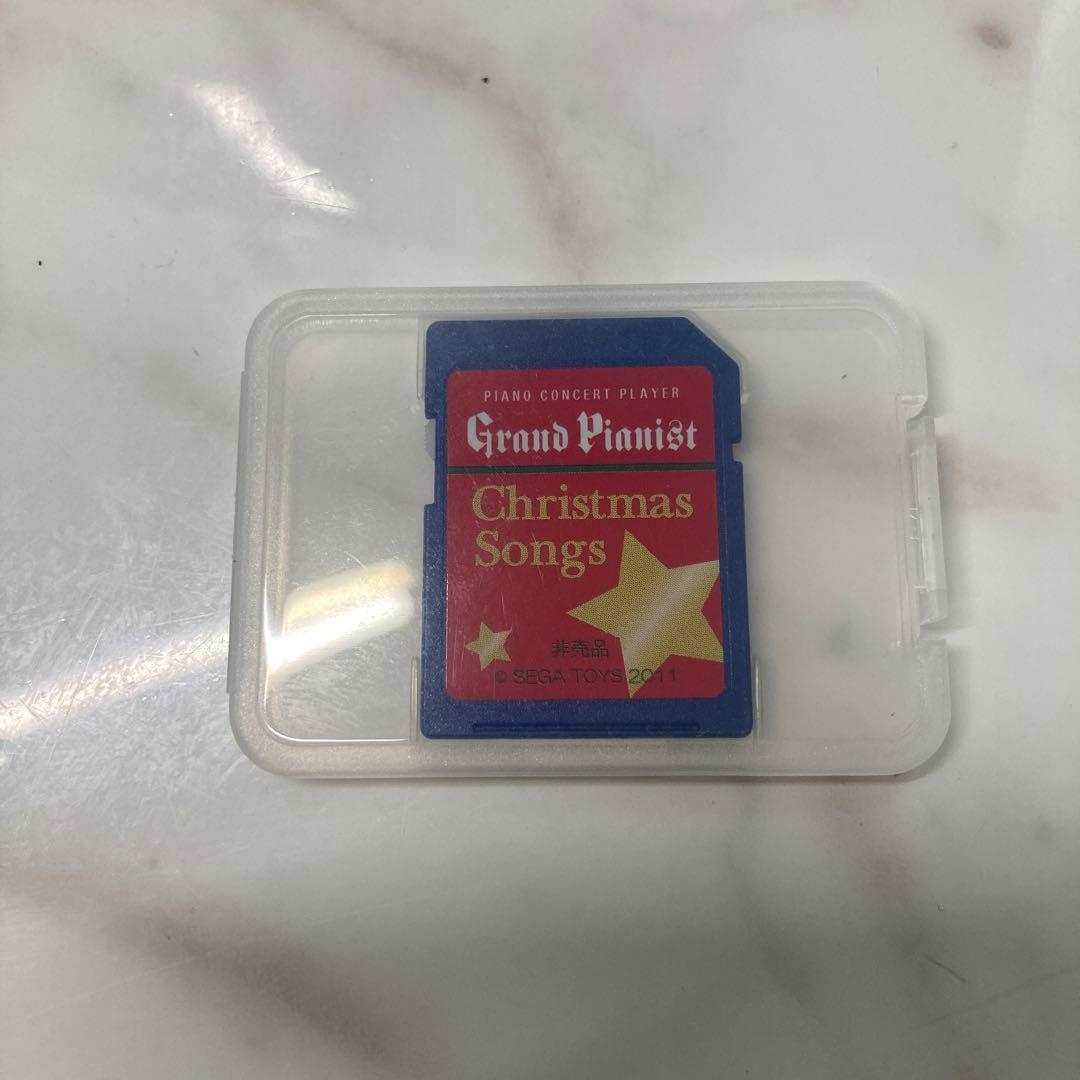 PIANO CONCERT PLAYER
Grand Pianist
Christmas
Songs
非売品
© SEGA TOYS 2011